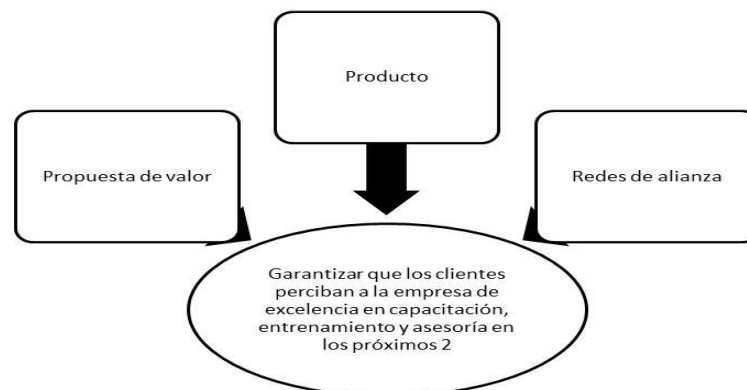 Producto
Propuesta de valor
Redes de alianza
Garantizar que los clientes
perciban a la empresa de
excelencia en capacitación,
entrenamiento y asesoría en
los próximos 2